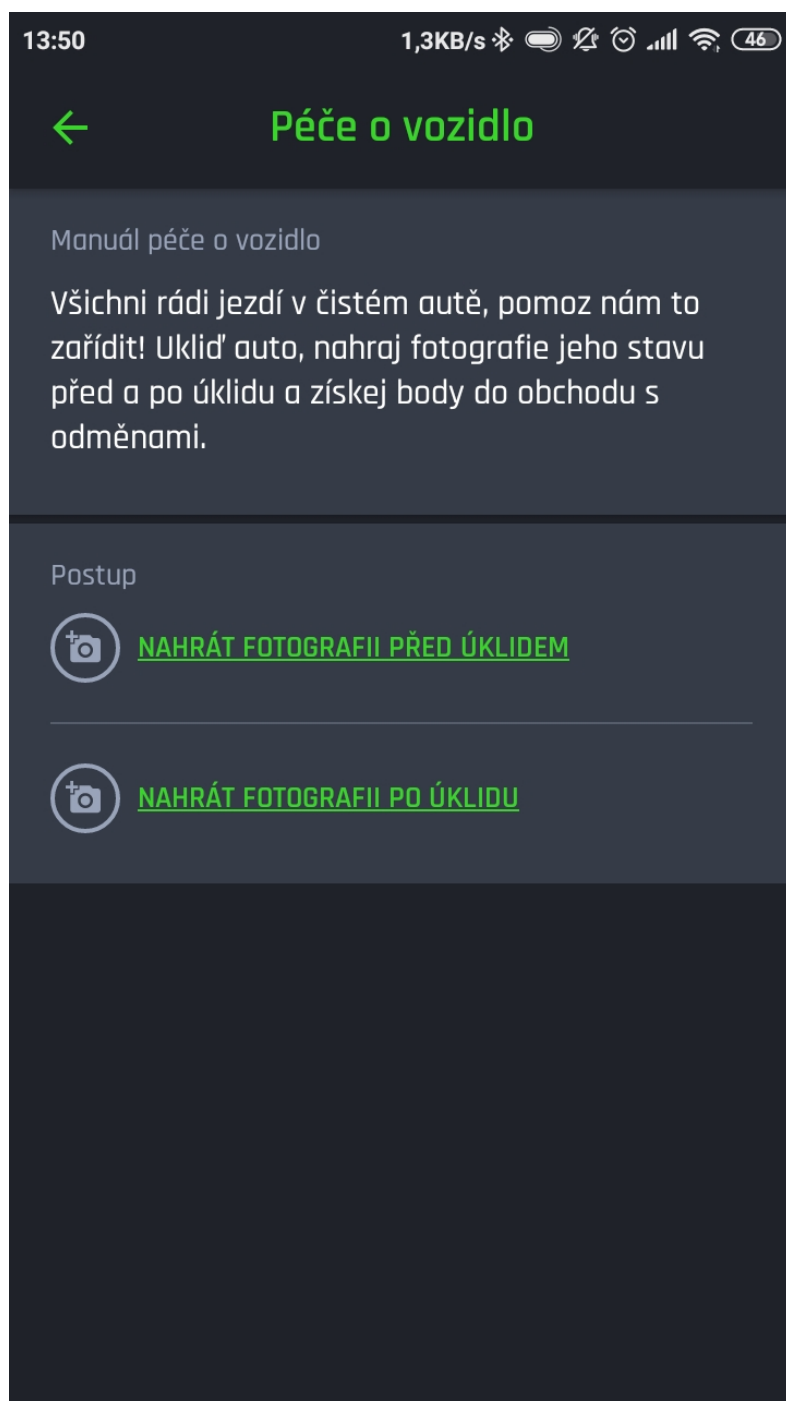 13:50 1,3KB/s 46
Péče o vozidlo
Manuál péče o vozidlo
Všichni rádi jezdí v čistém autě, pomoz nám to
zařídit! Ukliď auto, nahraj fotografie jeho stavu
před a po úklidu a získej body do obchodu s
odměnami.
Postup
NAHRÁT FOTOGRAFII PŘED ÚKLIDEM
NAHRÁT FOTOGRAFII PO ÚKLIDU